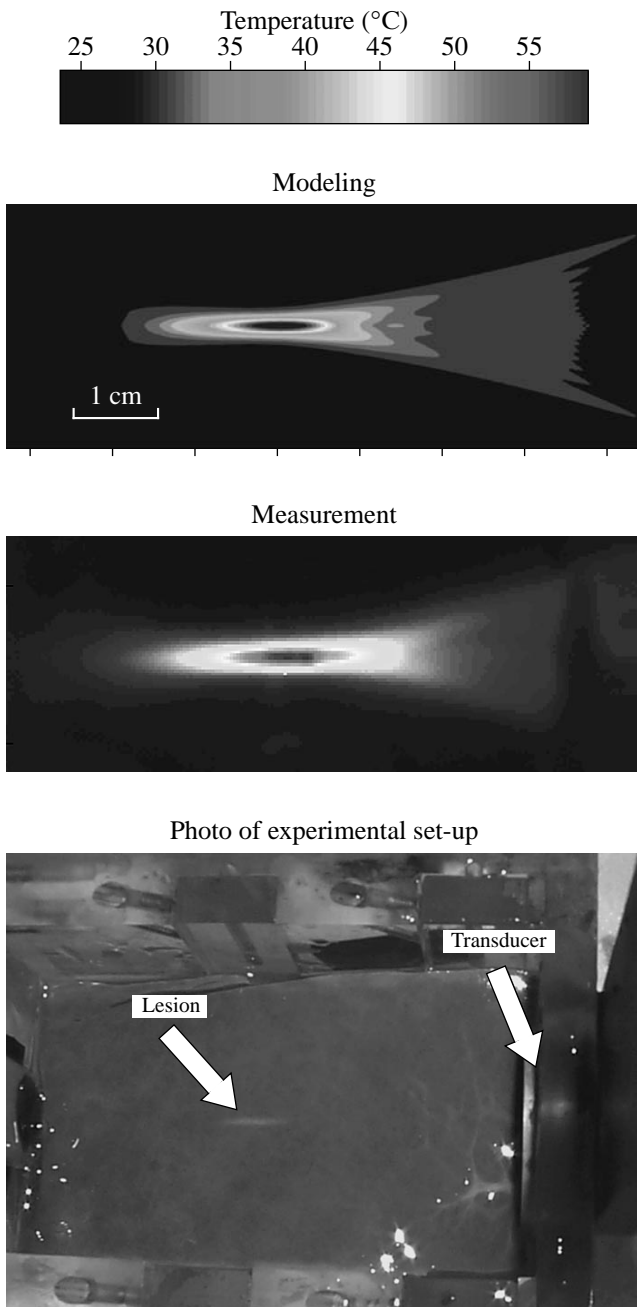 Temperature (°C)
25 30 35 40 45 50 55
Modeling
1 cm
Measurement
Photo of experimental set-up
Transducer
Lesion